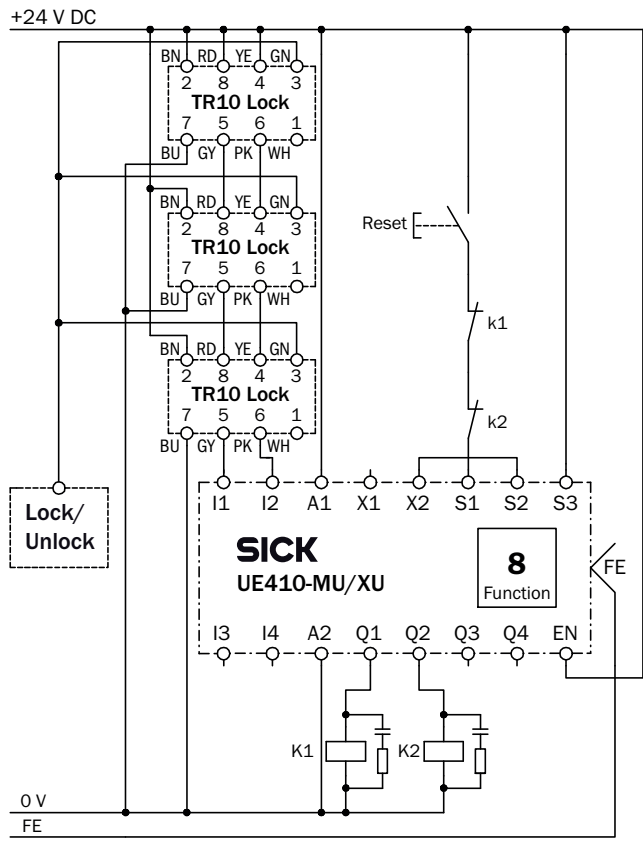 +24 V DC
BN RD YE GN
2 8 4 3
TR10 Lock
7 5 6 1
BU GY PK WH
BN RD YE GN
2 8 4 3
TR10 Lock
7 5 6 1
BU GY PK WH
Reset
k1
BN RD YE GN
2 8 4 3
TR10 Lock
7 5 6 1
BU GY PK WH
k2
Lock/
Unlock
I1 I2 A1 X1 X2 S1 S2 S3
SICK
UE410-MU/XU
8
Function
FE
I3 I4 A2 Q1 Q2 Q3 Q4 EN
K1 K2
0 V
FE